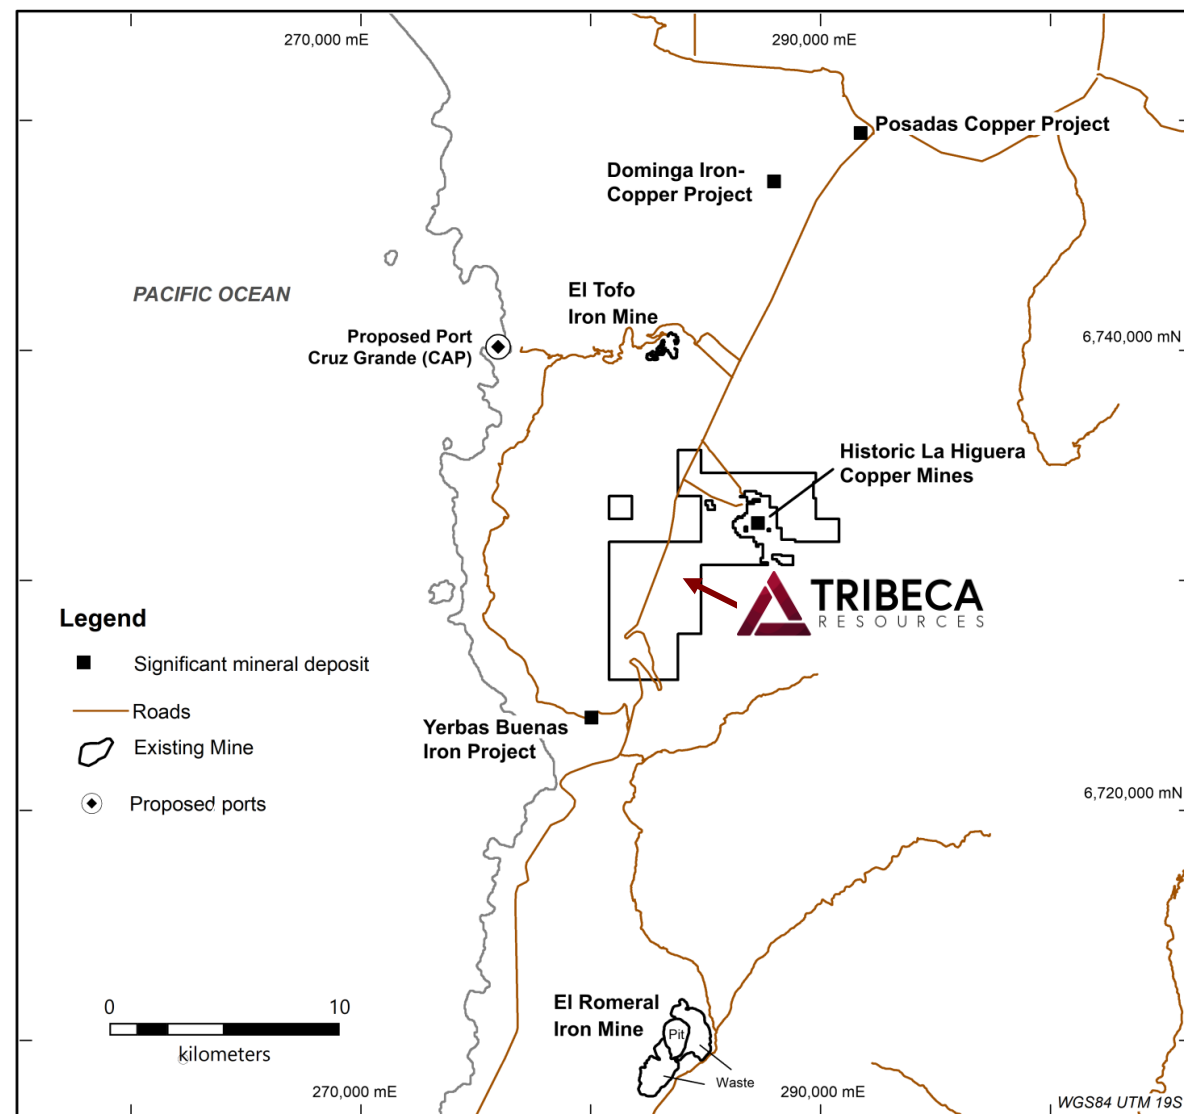 270,000 mE
290,000 mE
Posadas Copper Project
Dominga Iron-
Copper Project
PACIFIC OCEAN
El Tofo
Iron Mine
Proposed Port
Cruz Grande (CAP)
6,740,000 mN
Historic La Higuera
Copper Mines
TRIBECA
RESOURCES
Legend
Significant mineral deposit
Roads
Existing Mine
Proposed ports
Yerbas Buenas
Iron Project
6,720,000 mN
El Romeral
Iron Mine
Pit
Waste
0 10
kilometers
270,000 mE
290,000 mE
WGS84 UTM 19S